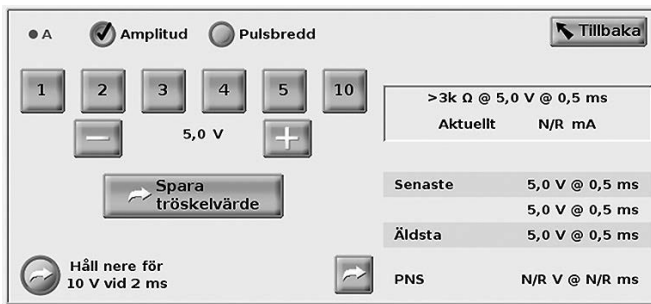 A Amplitud Pulsbredd Tillbaka
1 2 3 4 5 10
− 5,0 V +
>3k Ω @ 5,0 V @ 0,5 ms
Aktuellt N/R mA
Spara
tröskelvärde
Senaste 5,0 V @ 0,5 ms
5,0 V @ 0,5 ms
Äldsta 5,0 V @ 0,5 ms
Håll nere för
10 V vid 2 ms
PNS N/R V @ N/R ms